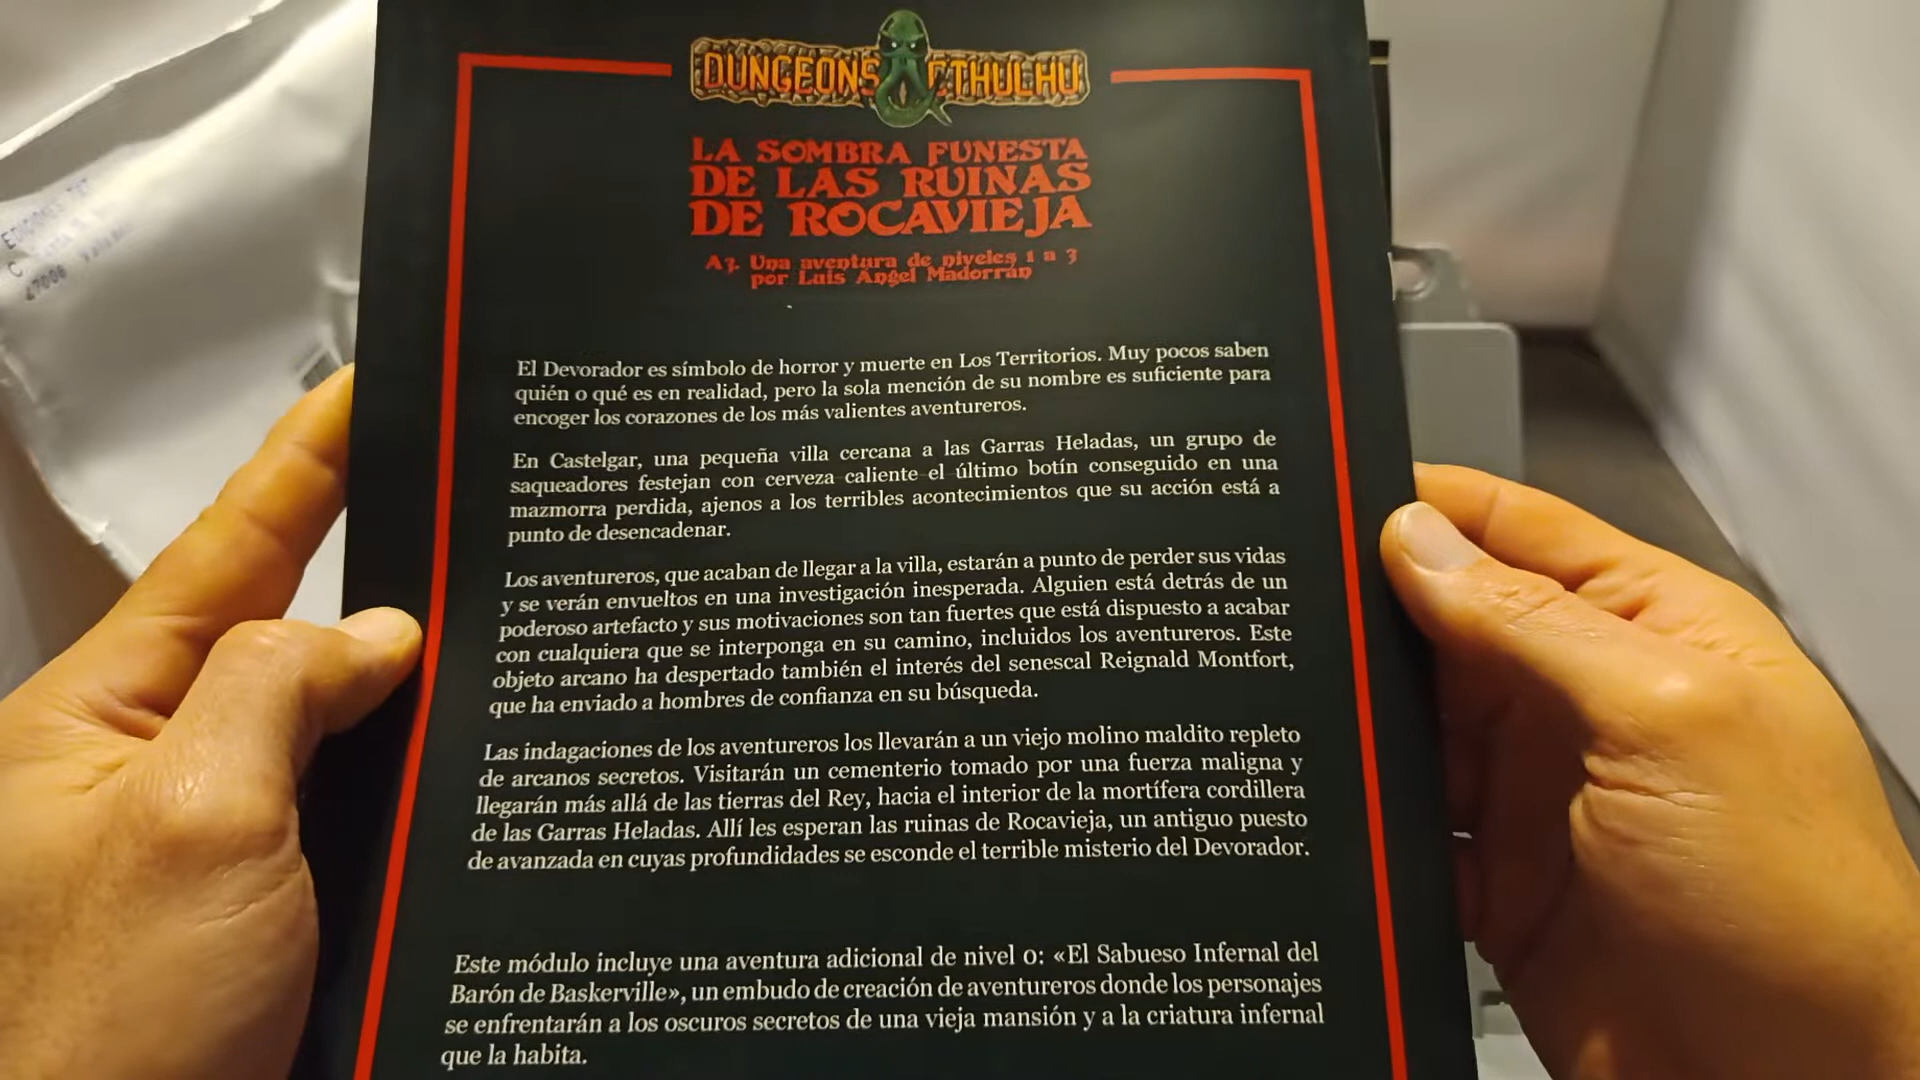 DUNGEONS & CTHULHU
LA SOMBRA FUNESTA
DE LAS RUINAS
DE ROCAVIEJA
A3. Una aventura de niveles 1 a 3
por Luis Ángel Madorrán
El Devorador es símbolo de horror y muerte en Los Territorios. Muy pocos saben
quién o qué es en realidad, pero la sola mención de su nombre es suficiente para
encoger los corazones de los más valientes aventureros.
En Castelgar, una pequeña villa cercana a las Garras Heladas, un grupo de
saqueadores festejan con cerveza caliente el último botín conseguido en una
mazmorra perdida, ajenos a los terribles acontecimientos que su acción está a
punto de desencadenar.
Los aventureros, que acaban de llegar a la villa, estarán a punto de perder sus vidas
y se verán envueltos en una investigación inesperada. Alguien está detrás de un
poderoso artefacto y sus motivaciones son tan fuertes que está dispuesto a acabar
con cualquiera que se interponga en su camino, incluidos los aventureros. Este
objeto arcano ha despertado también el interés del senescal Reignald Montfort,
que ha enviado a hombres de confianza en su búsqueda.
Las indagaciones de los aventureros los llevarán a un viejo molino maldito repleto
de arcanos secretos. Visitarán un cementerio tomado por una fuerza maligna y
llegarán más allá de las tierras del Rey, hacia el interior de la mortífera cordillera
de las Garras Heladas. Allí les esperan las ruinas de Rocavieja, un antiguo puesto
de avanzada en cuyas profundidades se esconde el terrible misterio del Devorador.
Este módulo incluye una aventura adicional de nivel 0: «El Sabueso Infernal del
Barón de Baskerville», un embudo de creación de aventureros donde los personajes
se enfrentarán a los oscuros secretos de una vieja mansión y a la criatura infernal
que la habita.